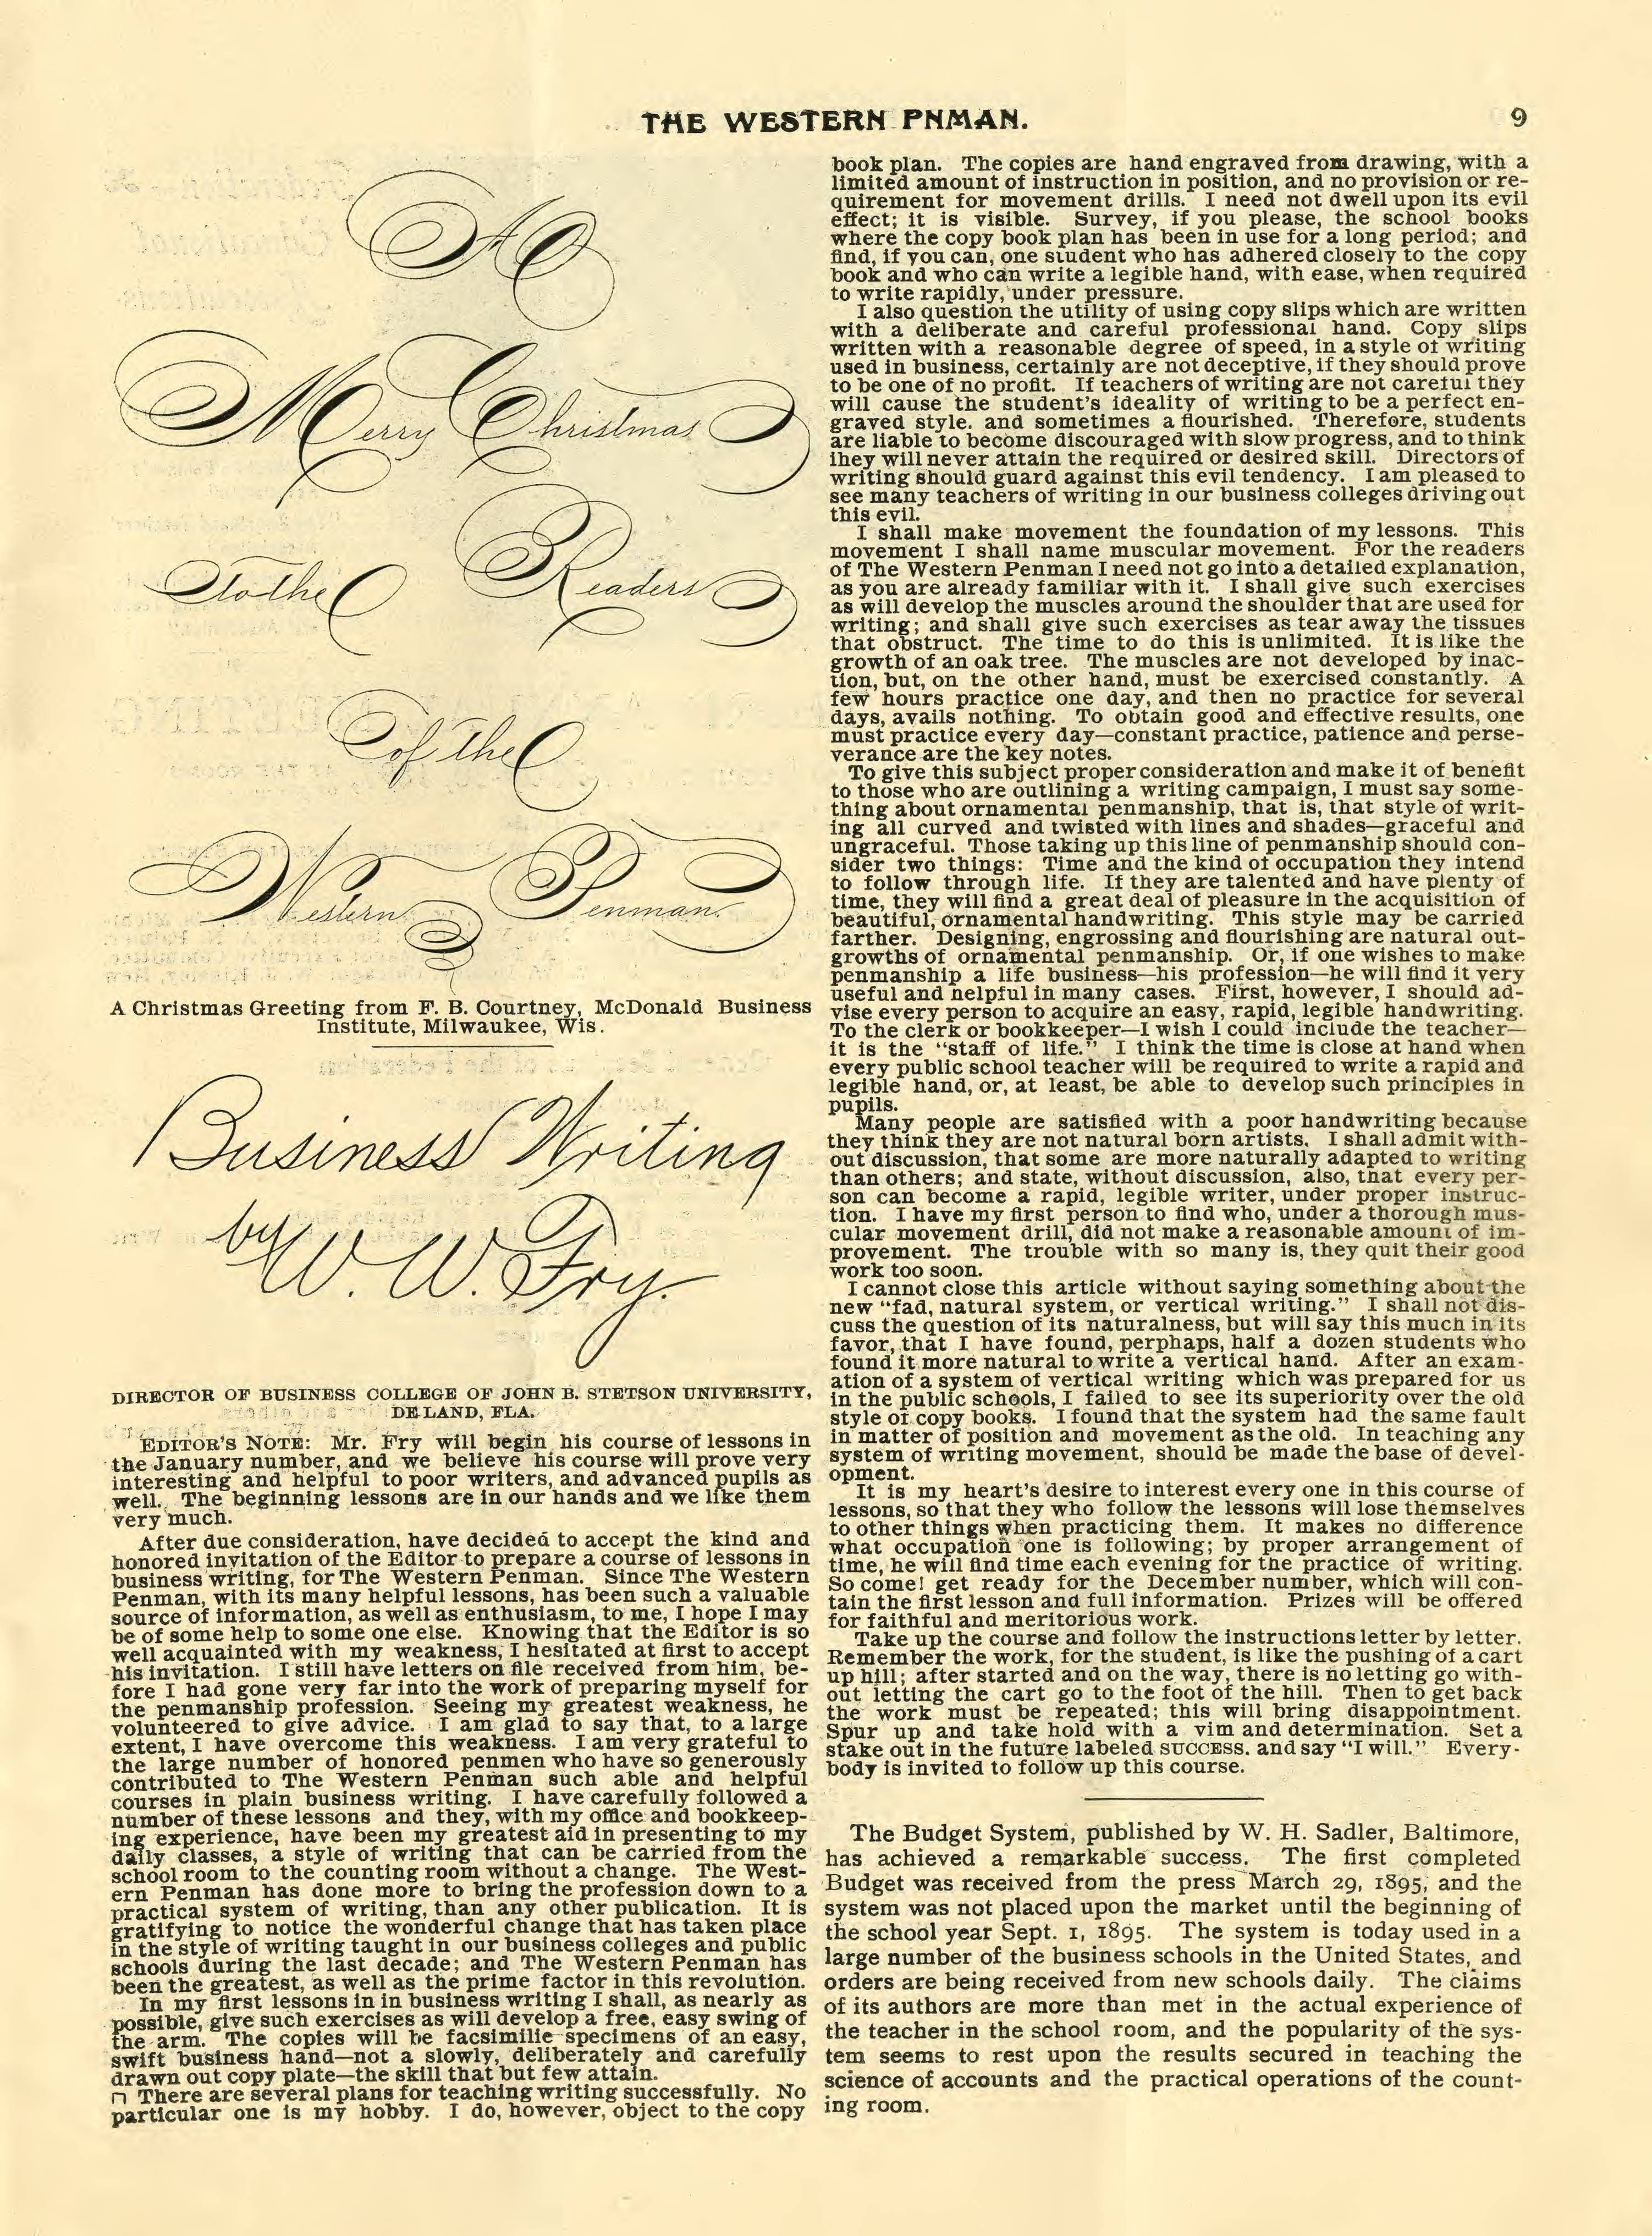 THE WESTERN PNMAN.
9
A
Merry Christmas
to the Readers
of the
Western Penman.
A Christmas Greeting from F. B. Courtney, McDonald Business
Institute, Milwaukee, Wis.
Business Writing
by W. W. Fry.
DIRECTOR OF BUSINESS COLLEGE OF JOHN B. STETSON UNIVERSITY,
DE LAND, FLA.
EDITOR'S NOTE: Mr. Fry will begin his course of lessons in
the January number, and we believe his course will prove very
interesting and helpful to poor writers, and advanced pupils as
well. The beginning lessons are in our hands and we like them
very much.
After due consideration, have decided to accept the kind and
honored invitation of the Editor to prepare a course of lessons in
business writing, for The Western Penman. Since The Western
Penman, with its many helpful lessons, has been such a valuable
source of information, as well as enthusiasm, to me, I hope I may
be of some help to some one else. Knowing that the Editor is so
well acquainted with my weakness, I hesitated at first to accept
his invitation. I still have letters on file received from him, be-
fore I had gone very far into the work of preparing myself for
the penmanship profession. Seeing my greatest weakness, he
volunteered to give advice. I am glad to say that, to a large
extent, I have overcome this weakness. I am very grateful to
the large number of honored penmen who have so generously
contributed to The Western Penman such able and helpful
courses in plain business writing. I have carefully followed a
number of these lessons and they, with my office and bookkeep-
ing experience, have been my greatest aid in presenting to my
daily classes, a style of writing that can be carried from the
school room to the counting room without a change. The West-
ern Penman has done more to bring the profession down to a
practical system of writing, than any other publication. It is
gratifying to notice the wonderful change that has taken place
in the style of writing taught in our business colleges and public
schools during the last decade; and The Western Penman has
been the greatest, as well as the prime factor in this revolution.
In my first lessons in in business writing I shall, as nearly as
possible, give such exercises as will develop a free, easy swing of
the arm. The copies will be facsimilie specimens of an easy,
swift business hand—not a slowly, deliberately and carefully
drawn out copy plate—the skill that but few attain.
There are several plans for teaching writing successfully. No
particular one is my hobby. I do, however, object to the copy
book plan. The copies are hand engraved from drawing, with a
limited amount of instruction in position, and no provision or re-
quirement for movement drills. I need not dwell upon its evil
effect; it is visible. Survey, if you please, the school books
where the copy book plan has been in use for a long period; and
find, if you can, one student who has adhered closely to the copy
book and who can write a legible hand, with ease, when required
to write rapidly, under pressure.
I also question the utility of using copy slips which are written
with a deliberate and careful professional hand. Copy slips
written with a reasonable degree of speed, in a style of writing
used in business, certainly are not deceptive, if they should prove
to be one of no profit. If teachers of writing are not careful they
will cause the student's ideality of writing to be a perfect en-
graved style. and sometimes a flourished. Therefore, students
are liable to become discouraged with slow progress, and to think
ihey will never attain the required or desired skill. Directors of
writing should guard against this evil tendency. I am pleased to
see many teachers of writing in our business colleges driving out
this evil.
I shall make movement the foundation of my lessons. This
movement I shall name muscular movement. For the readers
of The Western Penman I need not go into a detailed explanation,
as you are already familiar with it. I shall give such exercises
as will develop the muscles around the shoulder that are used for
writing; and shall give such exercises as tear away the tissues
that obstruct. The time to do this is unlimited. It is like the
growth of an oak tree. The muscles are not developed by inac-
tion, but, on the other hand, must be exercised constantly. A
few hours practice one day, and then no practice for several
days, avails nothing. To obtain good and effective results, one
must practice every day—constant practice, patience and perse-
verance are the key notes.
To give this subject proper consideration and make it of benefit
to those who are outlining a writing campaign, I must say some-
thing about ornamental penmanship, that is, that style of writ-
ing all curved and twisted with lines and shades—graceful and
ungraceful. Those taking up this line of penmanship should con-
sider two things: Time and the kind of occupation they intend
to follow through life. If they are talented and have plenty of
time, they will find a great deal of pleasure in the acquisition of
beautiful, ornamental handwriting. This style may be carried
farther. Designing, engrossing and flourishing are natural out-
growths of ornamental penmanship. Or, if one wishes to make
penmanship a life business—his profession—he will find it very
useful and helpful in many cases. First, however, I should ad-
vise every person to acquire an easy, rapid, legible handwriting.
To the clerk or bookkeeper—I wish I could include the teacher—
it is the "staff of life." I think the time is close at hand when
every public school teacher will be required to write a rapid and
legible hand, or, at least, be able to develop such principles in
pupils.
Many people are satisfied with a poor handwriting because
they think they are not natural born artists. I shall admit with-
out discussion, that some are more naturally adapted to writing
than others; and state, without discussion, also, that every per-
son can become a rapid, legible writer, under proper instruc-
tion. I have my first person to find who, under a thorough mus-
cular movement drill, did not make a reasonable amount of im-
provement. The trouble with so many is, they quit their good
work too soon.
I cannot close this article without saying something about the
new "fad, natural system, or vertical writing." I shall not dis-
cuss the question of its naturalness, but will say this much in its
favor, that I have found, perphaps, half a dozen students who
found it more natural to write a vertical hand. After an exam-
ation of a system of vertical writing which was prepared for us
in the public schools, I failed to see its superiority over the old
style of copy books. I found that the system had the same fault
in matter of position and movement as the old. In teaching any
system of writing movement, should be made the base of devel-
opment.
It is my heart's desire to interest every one in this course of
lessons, so that they who follow the lessons will lose themselves
to other things when practicing them. It makes no difference
what occupation one is following; by proper arrangement of
time, he will find time each evening for the practice of writing.
So come! get ready for the December number, which will con-
tain the first lesson and full information. Prizes will be offered
for faithful and meritorious work.
Take up the course and follow the instructions letter by letter.
Remember the work, for the student, is like the pushing of a cart
up hill; after started and on the way, there is no letting go with-
out letting the cart go to the foot of the hill. Then to get back
the work must be repeated; this will bring disappointment.
Spur up and take hold with a vim and determination. Set a
stake out in the future labeled SUCCESS. and say "I will." Every-
body is invited to follow up this course.
The Budget System, published by W. H. Sadler, Baltimore,
has achieved a remarkable success. The first completed
Budget was received from the press March 29, 1895, and the
system was not placed upon the market until the beginning of
the school year Sept. 1, 1895. The system is today used in a
large number of the business schools in the United States, and
orders are being received from new schools daily. The claims
of its authors are more than met in the actual experience of
the teacher in the school room, and the popularity of the sys-
tem seems to rest upon the results secured in teaching the
science of accounts and the practical operations of the count-
ing room.